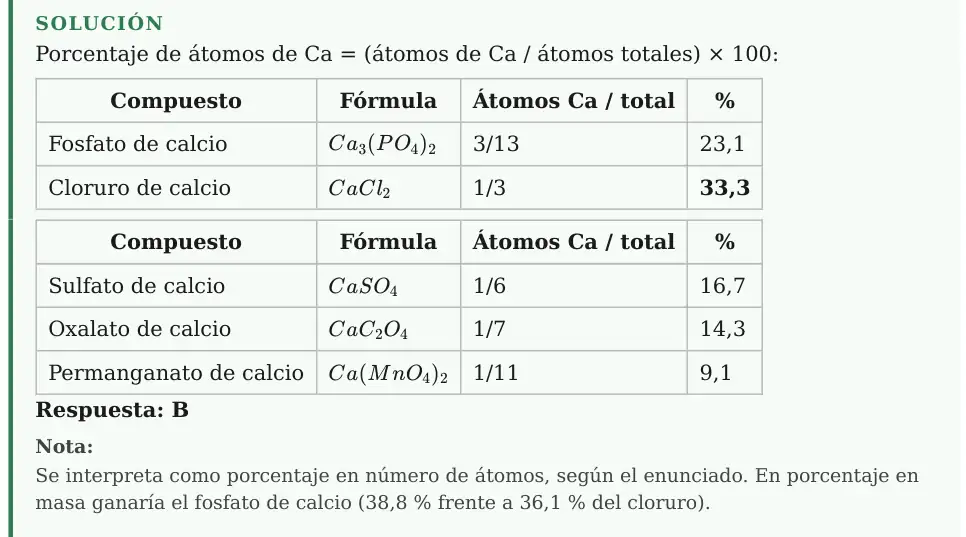 SOLUCIÓN
Porcentaje de átomos de Ca = (átomos de Ca / átomos totales) × 100:
Compuesto Fórmula Átomos Ca / total %
Fosfato de calcio Ca₃(PO₄)₂ 3/13 23,1
Cloruro de calcio CaCl₂ 1/3 33,3
Compuesto Fórmula Átomos Ca / total %
Sulfato de calcio CaSO₄ 1/6 16,7
Oxalato de calcio CaC₂O₄ 1/7 14,3
Permanganato de calcio Ca(MnO₄)₂ 1/11 9,1
Respuesta: B
Nota:
Se interpreta como porcentaje en número de átomos, según el enunciado. En porcentaje en
masa ganaría el fosfato de calcio (38,8 % frente a 36,1 % del cloruro).